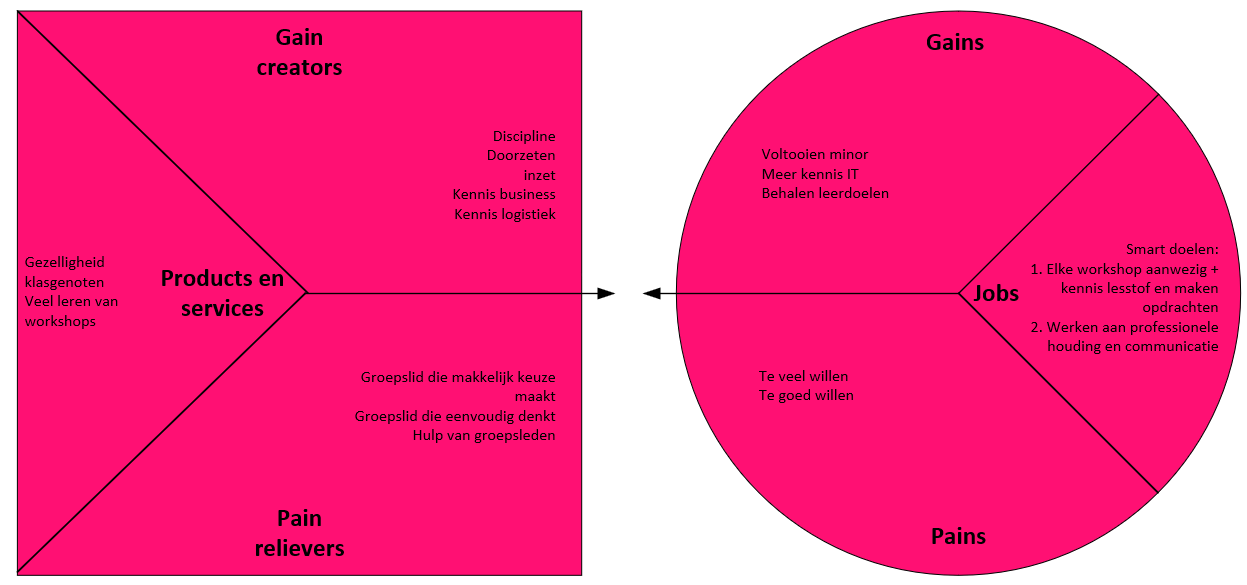 Gain
creators
Discipline
Doorzeten
inzet
Kennis business
Kennis logistiek
Gezelligheid
klasgenoten
Veel leren van
workshops
Products en
services
Groepslid die makkelijk keuze
maakt
Groepslid die eenvoudig denkt
Hulp van groepsleden
Pain
relievers
Gains
Voltooien minor
Meer kennis IT
Behalen leerdoelen
Jobs
Smart doelen:
1. Elke workshop aanwezig +
kennis lesstof en maken
opdrachten
2. Werken aan professionele
houding en communicatie
Te veel willen
Te goed willen
Pains